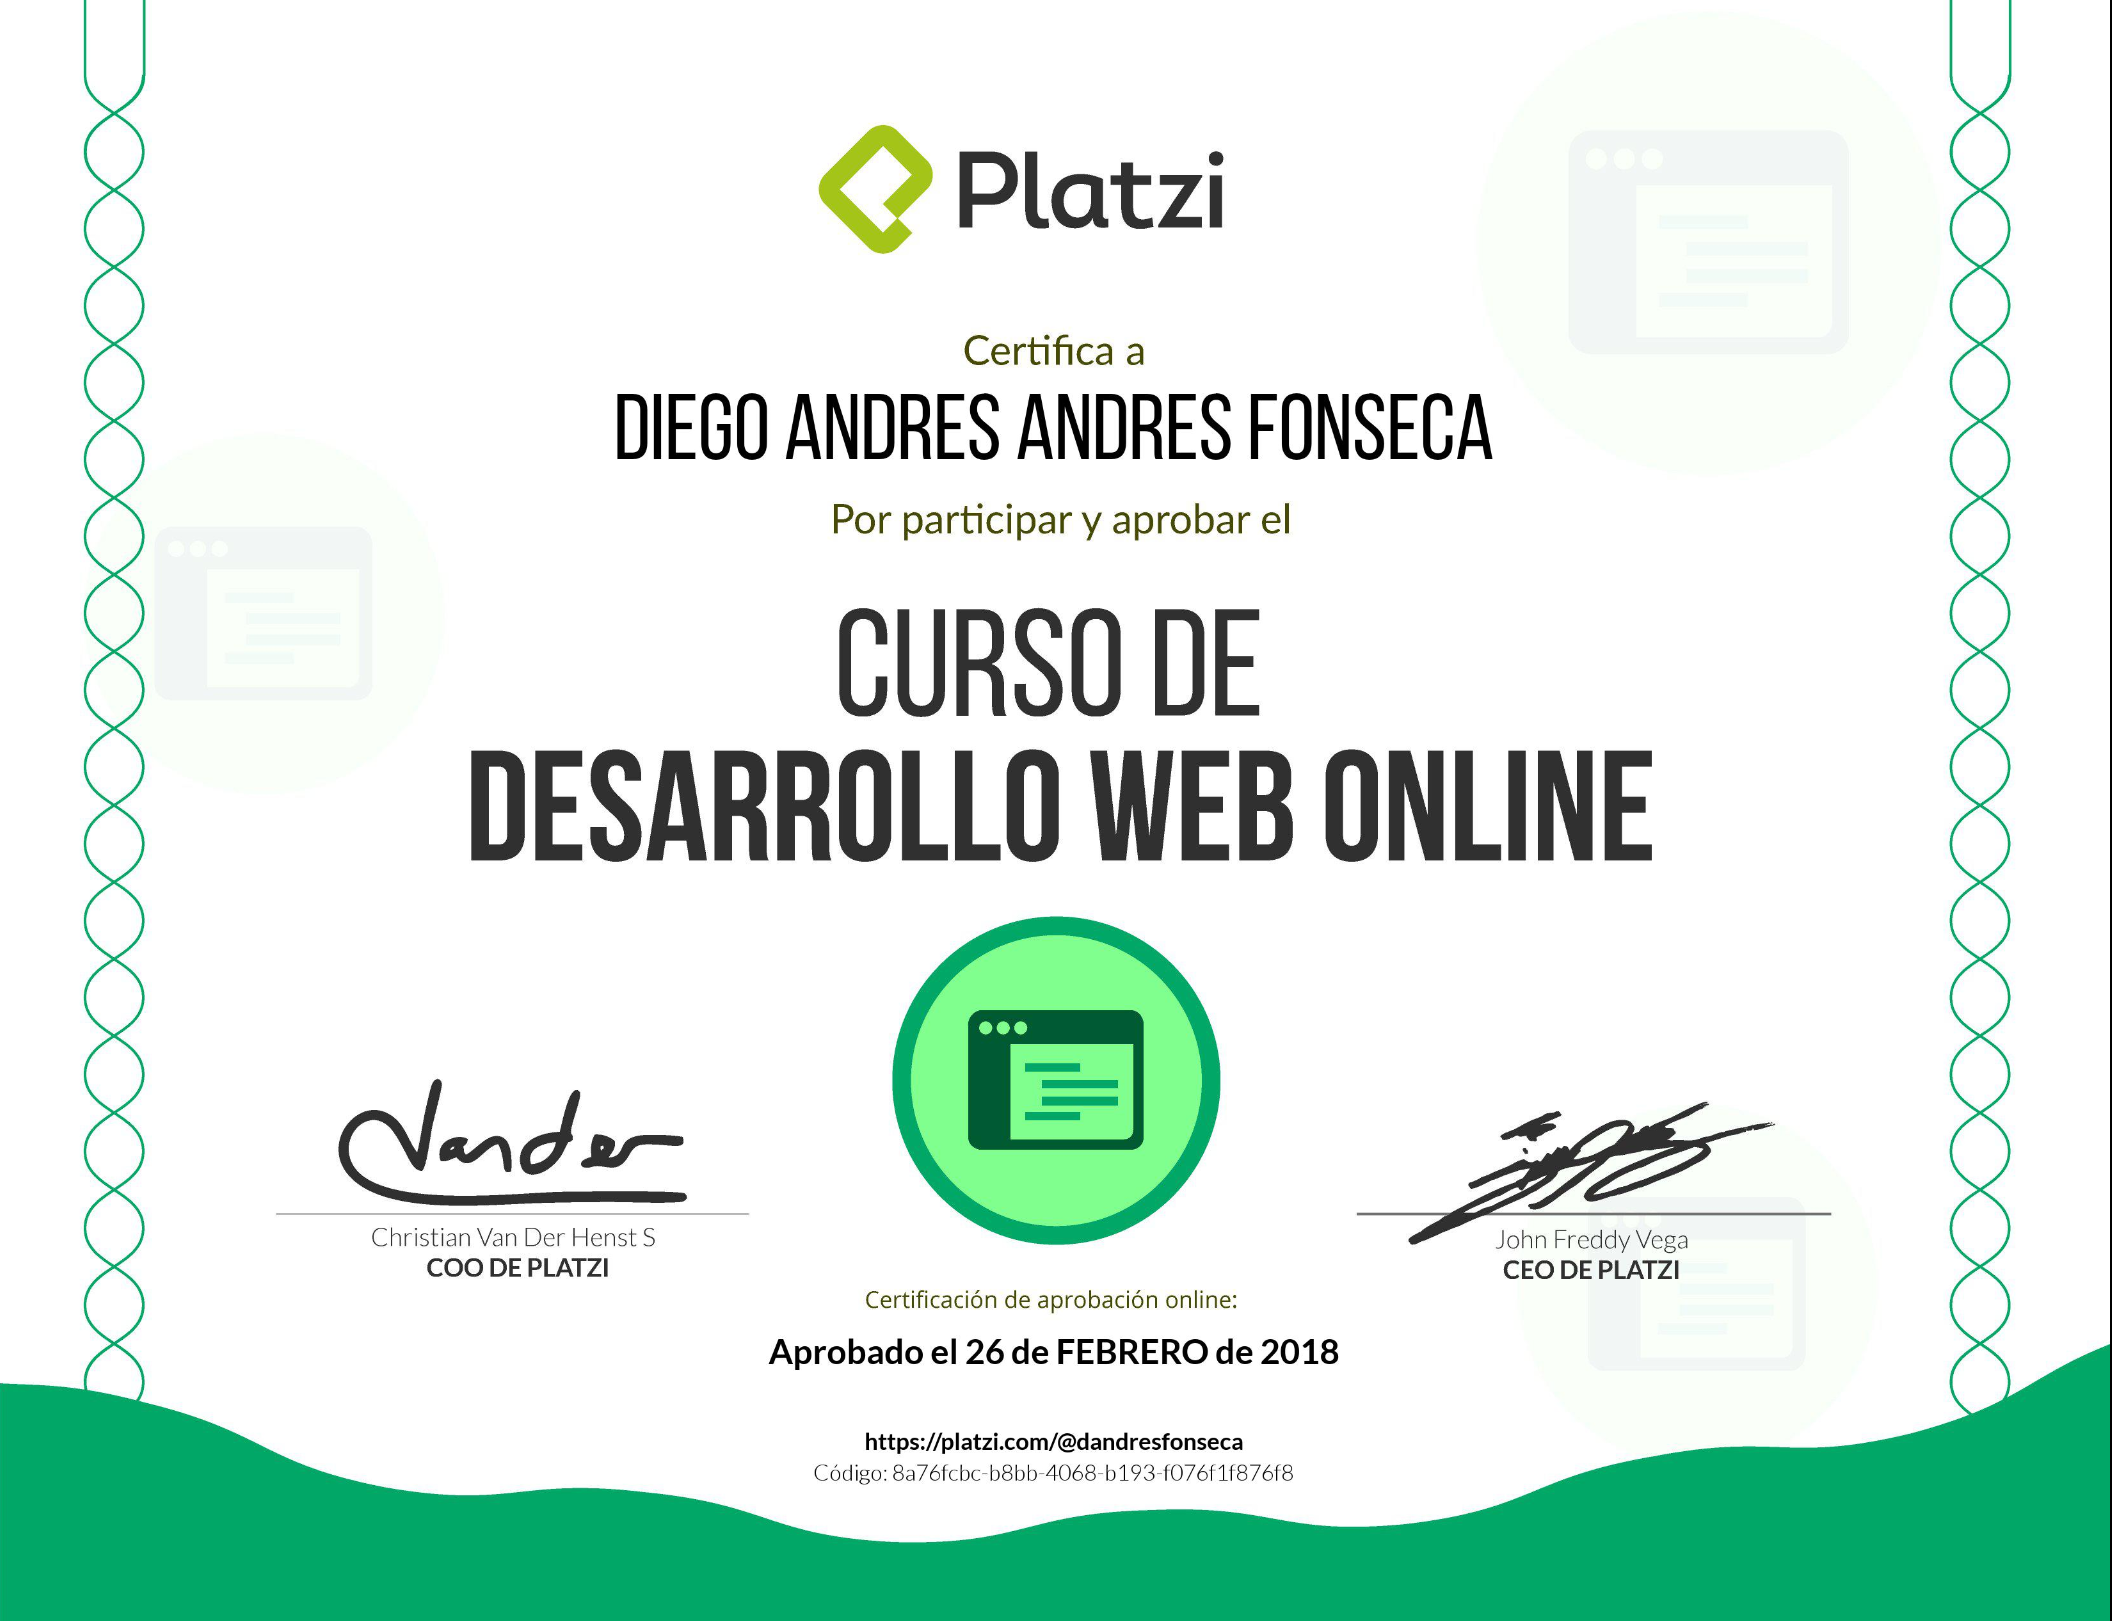 Platzi
Certifica a
DIEGO ANDRES ANDRES FONSECA
Por participar y aprobar el
CURSO DE
DESARROLLO WEB ONLINE
Vander
Christian Van Der Henst S
COO DE PLATZI
John Freddy Vega
CEO DE PLATZI
Certificación de aprobación online:
Aprobado el 26 de FEBRERO de 2018
https://platzi.com/@dandresfonseca
Código: 8a76fcbc-b8bb-4068-b193-f076f1f876f8